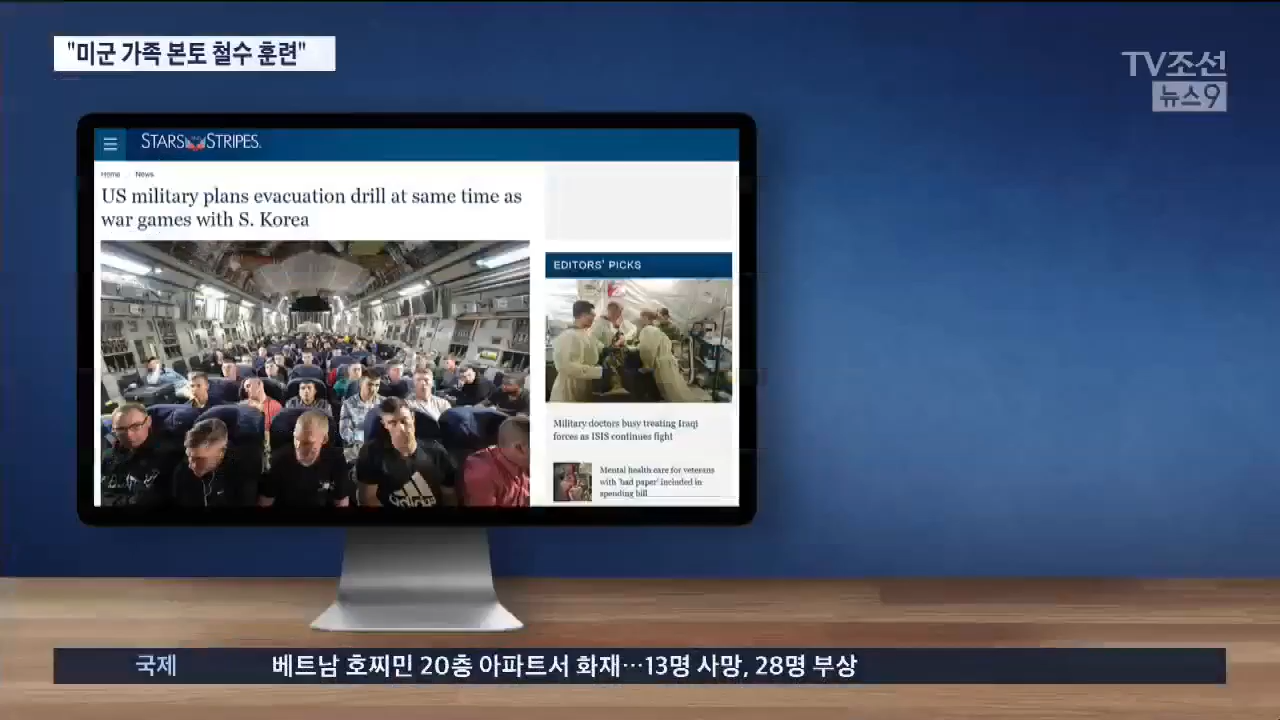 "미군 가족 본토 철수 훈련"
TV조선
뉴스9
STARS STRIPES.
Home News
US military plans evacuation drill at same time as
war games with S. Korea
EDITORS' PICKS
Military doctors busy treating Iraqi
forces as ISIS continues fight
Mental health care for veterans
with 'bad paper' included in
spending bill
adidas
국제 베트남 호찌민 20층 아파트서 화재…13명 사망, 28명 부상